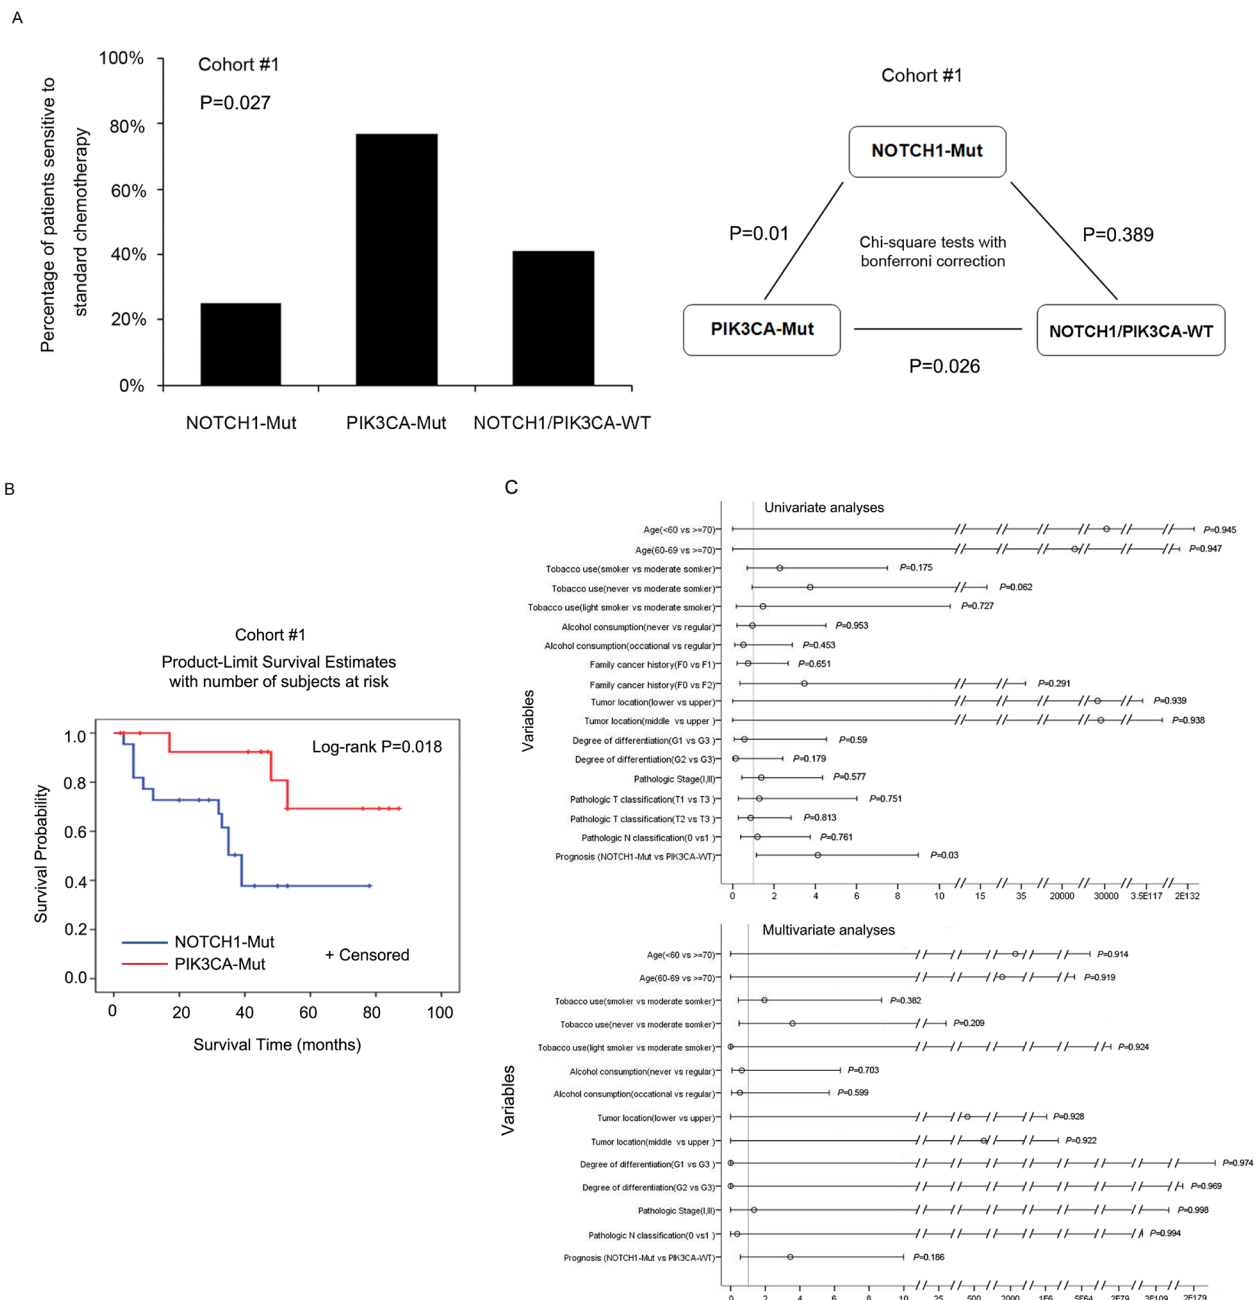 A
Cohort #1
P=0.027
Percentage of patients sensitive to
standard chemotherapy
100%
80%
60%
40%
20%
0%
NOTCH1-Mut
PIK3CA-Mut
NOTCH1/PIK3CA-WT
Cohort #1
NOTCH1-Mut
P=0.01
Chi-square tests with
bonferroni correction
P=0.389
PIK3CA-Mut
NOTCH1/PIK3CA-WT
P=0.026
B
Cohort #1
Product-Limit Survival Estimates
with number of subjects at risk
Log-rank P=0.018
Survival Probability
1.0
0.8
0.6
0.4
0.2
0.0
NOTCH1-Mut
PIK3CA-Mut
+ Censored
0 20 40 60 80 100
Survival Time (months)
C
Univariate analyses
Variables
Age(<60 vs >=70) P=0.945
Age(60-69 vs >=70) P=0.947
Tobacco use(smoker vs moderate somker) P=0.175
Tobacco use(never vs moderate somker) P=0.062
Tobacco use(light smoker vs moderate smoker) P=0.727
Alcohol consumption(never vs regular) P=0.953
Alcohol consumption(occational vs regular) P=0.453
Family cancer history(F0 vs F1) P=0.651
Family cancer history(F0 vs F2) P=0.291
Tumor location(lower vs upper) P=0.939
Tumor location(middle vs upper ) P=0.938
Degree of differentiation(G1 vs G3 ) P=0.59
Degree of differentiation(G2 vs G3) P=0.179
Pathologic Stage(I,II) P=0.577
Pathologic T classification(T1 vs T3 ) P=0.751
Pathologic T classification(T2 vs T3 ) P=0.813
Pathologic N classification(0 vs1 ) P=0.761
Prognosis (NOTCH1-Mut vs PIK3CA-WT) P=0.03
0 2 4 6 8 10 15 35 20000 30000 3.5E117 2E132
Multivariate analyses
Variables
Age(<60 vs >=70) P=0.914
Age(60-69 vs >=70) P=0.919
Tobacco use(smoker vs moderate somker) P=0.382
Tobacco use(never vs moderate somker) P=0.209
Tobacco use(light smoker vs moderate smoker) P=0.924
Alcohol consumption(never vs regular) P=0.703
Alcohol consumption(occational vs regular) P=0.599
Tumor location(lower vs upper) P=0.928
Tumor location(middle vs upper ) P=0.922
Degree of differentiation(G1 vs G3 ) P=0.974
Degree of differentiation(G2 vs G3) P=0.969
Pathologic Stage(I,II) P=0.998
Pathologic N classification(0 vs1 ) P=0.994
Prognosis (NOTCH1-Mut vs PIK3CA-WT) P=0.186
0 2 4 6 8 10 25 500 2000 1E6 5E64 2E79 3E109 2E179